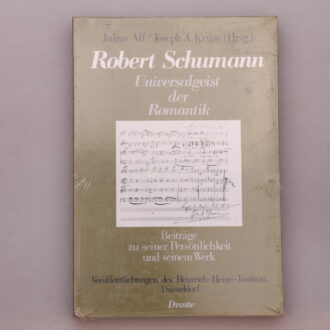 Julius Alf/Joseph A. Kruse (Hrsg.)
Robert Schumann
Universalgeist
der
Romantik
Beiträge
zu seiner Persönlichkeit
und seinem Werk
Veröffentlichungen des Heinrich-Heine-Instituts,
Düsseldorf
Droste